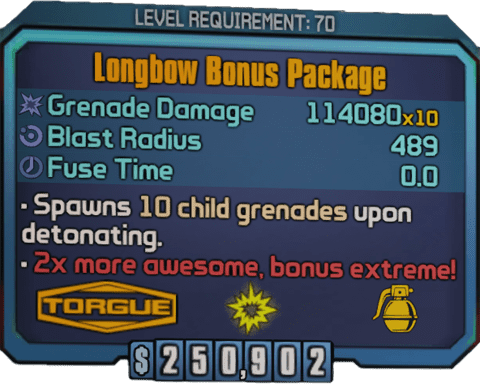 LEVEL REQUIREMENT: 70
Longbow Bonus Package
Grenade Damage 114080x10
Blast Radius 489
Fuse Time 0.0
• Spawns 10 child grenades upon
detonating.
• 2x more awesome, bonus extreme!
TORGUE
$250,902